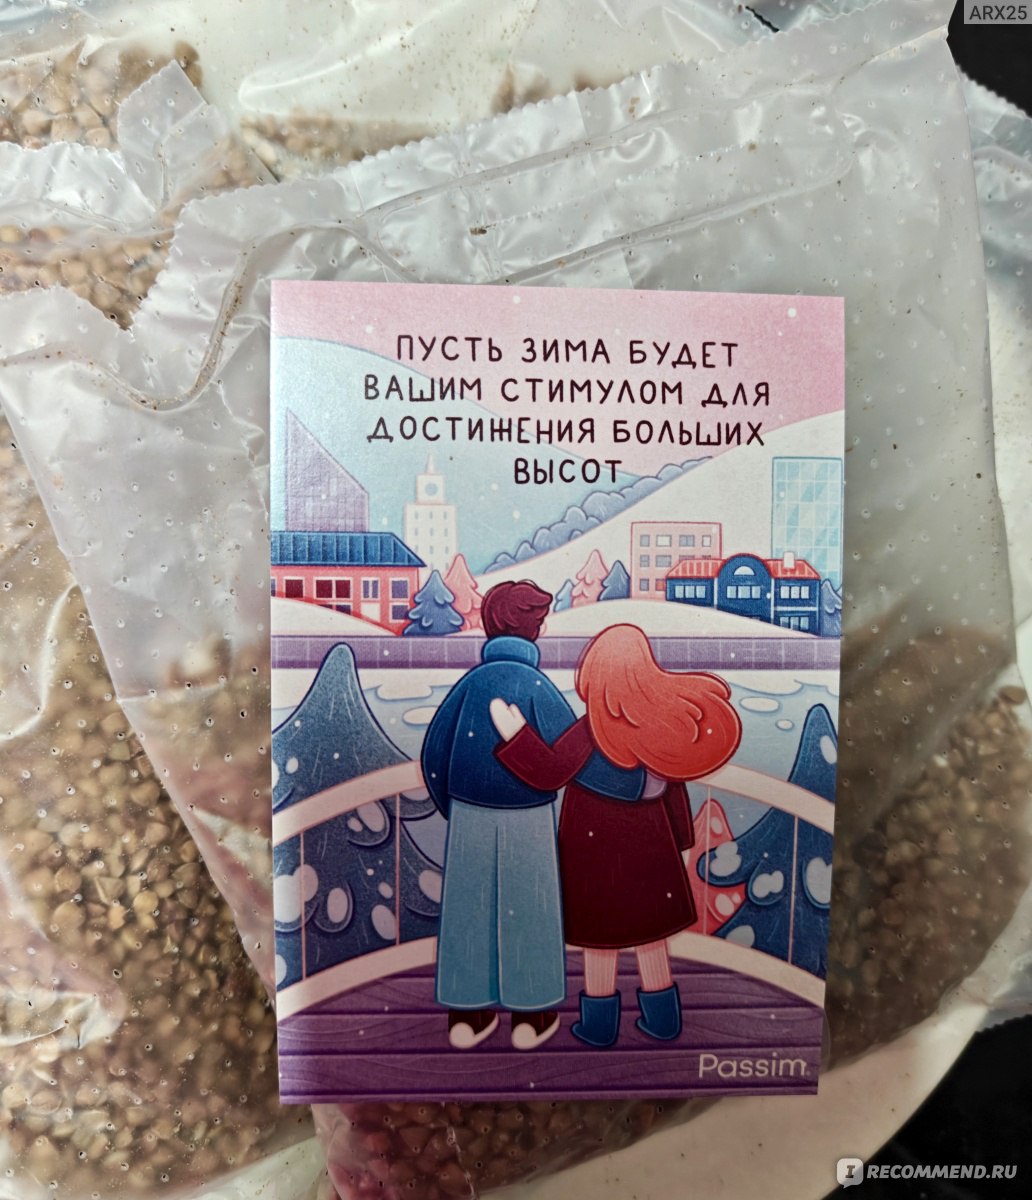 ARX25
ПУСТЬ ЗИМА БУДЕТ
ВАШИМ СТИМУЛОМ ДЛЯ
ДОСТИЖЕНИЯ БОЛЬШИХ
ВЫСОТ
Passim
I RECOMMEND.RU